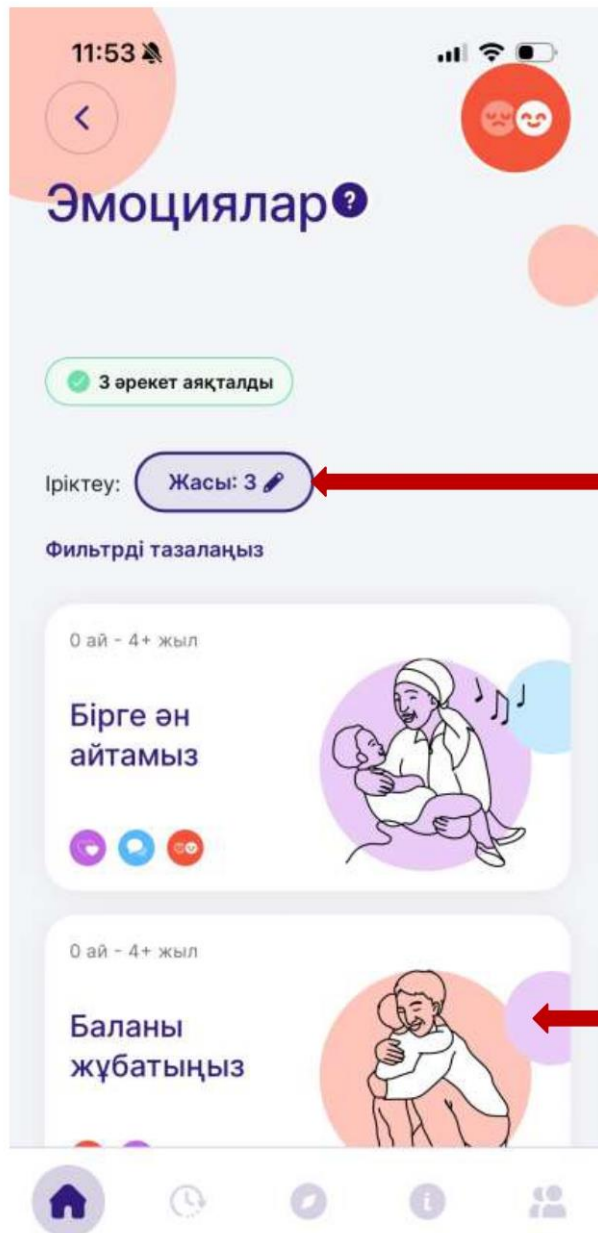 11:53
Эмоциялар?
3 әрекет аяқталды
Іріктеу: Жасы: 3
Фильтрді тазалаңыз
0 ай - 4+ жыл
Бірге ән
айтамыз
0 ай - 4+ жыл
Баланы
жұбатыңыз